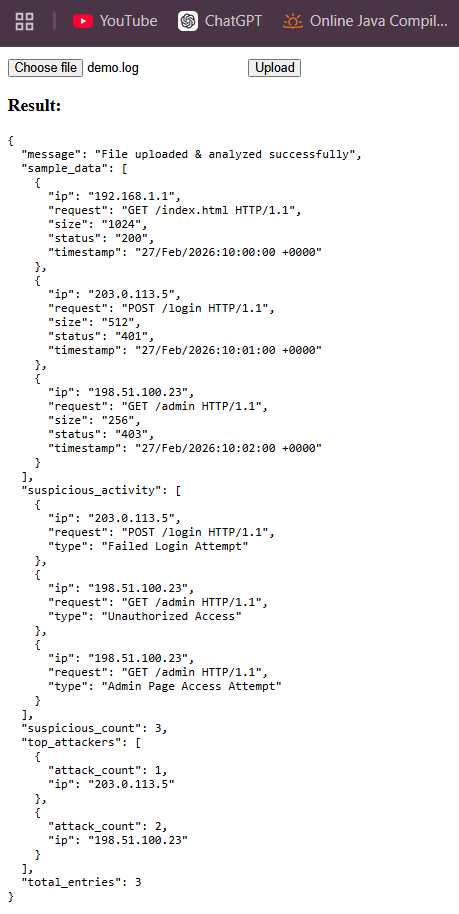 YouTube ChatGPT Online Java Compil...
Choose file demo.log Upload
Result:
{
  "message": "File uploaded & analyzed successfully",
  "sample_data": [
    {
      "ip": "192.168.1.1",
      "request": "GET /index.html HTTP/1.1",
      "size": "1024",
      "status": "200",
      "timestamp": "27/Feb/2026:10:00:00 +0000"
    },
    {
      "ip": "203.0.113.5",
      "request": "POST /login HTTP/1.1",
      "size": "512",
      "status": "401",
      "timestamp": "27/Feb/2026:10:01:00 +0000"
    },
    {
      "ip": "198.51.100.23",
      "request": "GET /admin HTTP/1.1",
      "size": "256",
      "status": "403",
      "timestamp": "27/Feb/2026:10:02:00 +0000"
    }
  ],
  "suspicious_activity": [
    {
      "ip": "203.0.113.5",
      "request": "POST /login HTTP/1.1",
      "type": "Failed Login Attempt"
    },
    {
      "ip": "198.51.100.23",
      "request": "GET /admin HTTP/1.1",
      "type": "Unauthorized Access"
    },
    {
      "ip": "198.51.100.23",
      "request": "GET /admin HTTP/1.1",
      "type": "Admin Page Access Attempt"
    }
  ],
  "suspicious_count": 3,
  "top_attackers": [
    {
      "attack_count": 1,
      "ip": "203.0.113.5"
    },
    {
      "attack_count": 2,
      "ip": "198.51.100.23"
    }
  ],
  "total_entries": 3
}